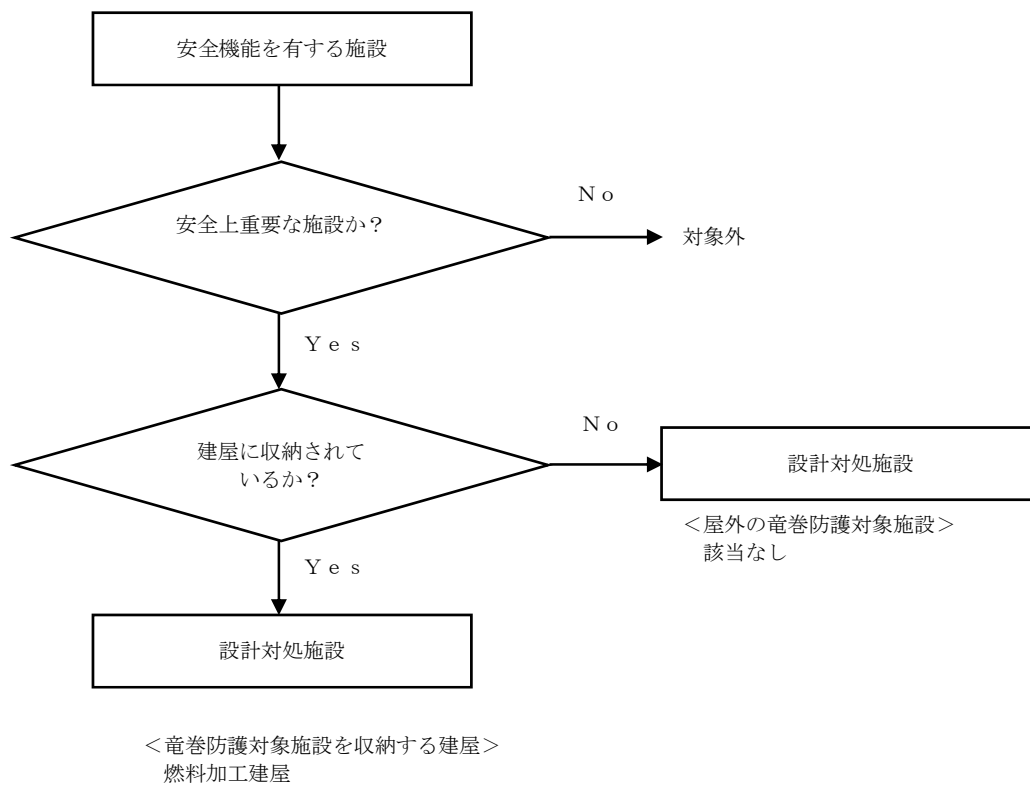 安全機能を有する施設
安全上重要な施設か？
Ｎｏ
対象外
Ｙｅｓ
建屋に収納されて
いるか？
Ｎｏ
設計対処施設
＜屋外の竜巻防護対象施設＞
該当なし
Ｙｅｓ
設計対処施設
＜竜巻防護対象施設を収納する建屋＞
燃料加工建屋